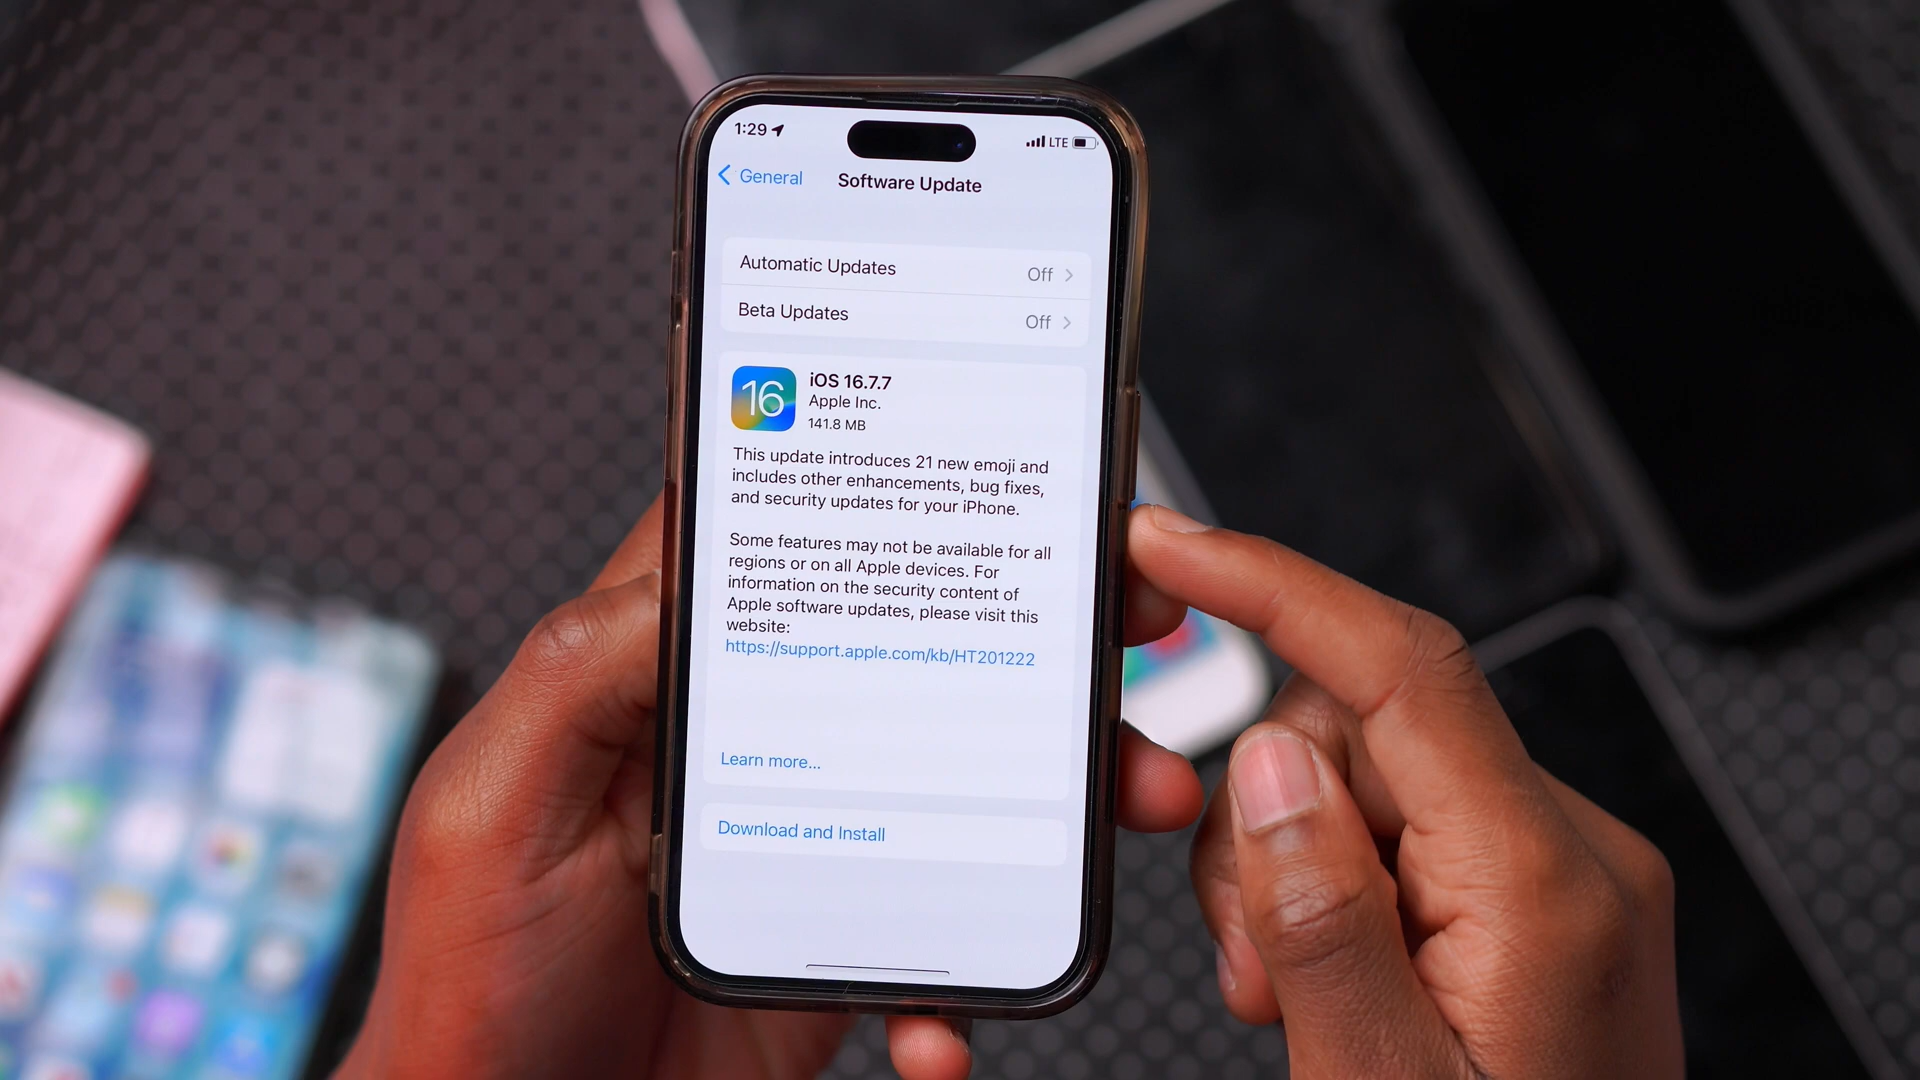 1:29
LTE
General
Software Update
Automatic Updates
Off
Beta Updates
Off
16
iOS 16.7.7
Apple Inc.
141.8 MB
This update introduces 21 new emoji and
includes other enhancements, bug fixes,
and security updates for your iPhone.
Some features may not be available for all
regions or on all Apple devices. For
information on the security content of
Apple software updates, please visit this
website:
https://support.apple.com/kb/HT201222
Learn more...
Download and Install